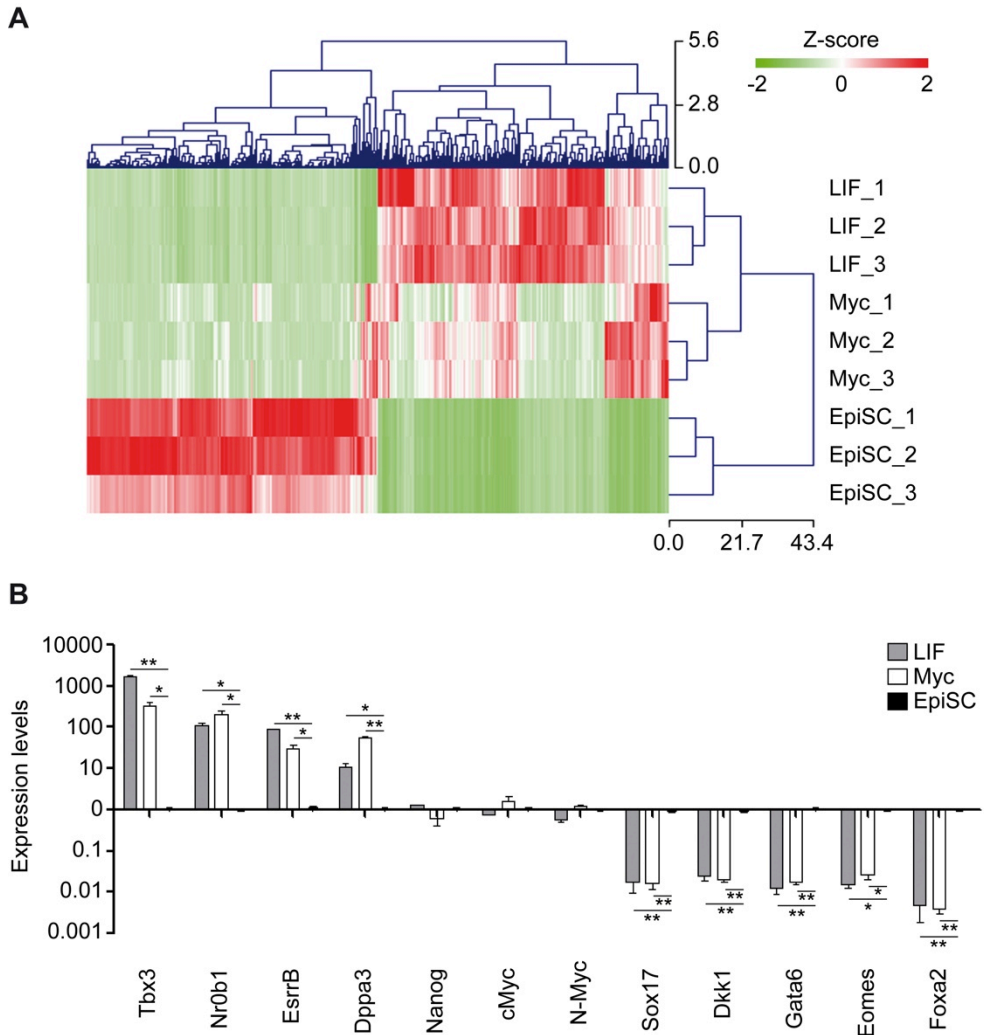 A
5.6
2.8
0.0
Z-score
-2 0 2
LIF_1
LIF_2
LIF_3
Myc_1
Myc_2
Myc_3
EpiSC_1
EpiSC_2
EpiSC_3
0.0 21.7 43.4
B
Expression levels
10000
1000
100
10
0
0.1
0.01
0.001
LIF
Myc
EpiSC
** * * * ** * * **
** ** ** ** ** ** * * ** **
Tbx3
Nr0b1
EsrrB
Dppa3
Nanog
cMyc
N-Myc
Sox17
Dkk1
Gata6
Eomes
Foxa2